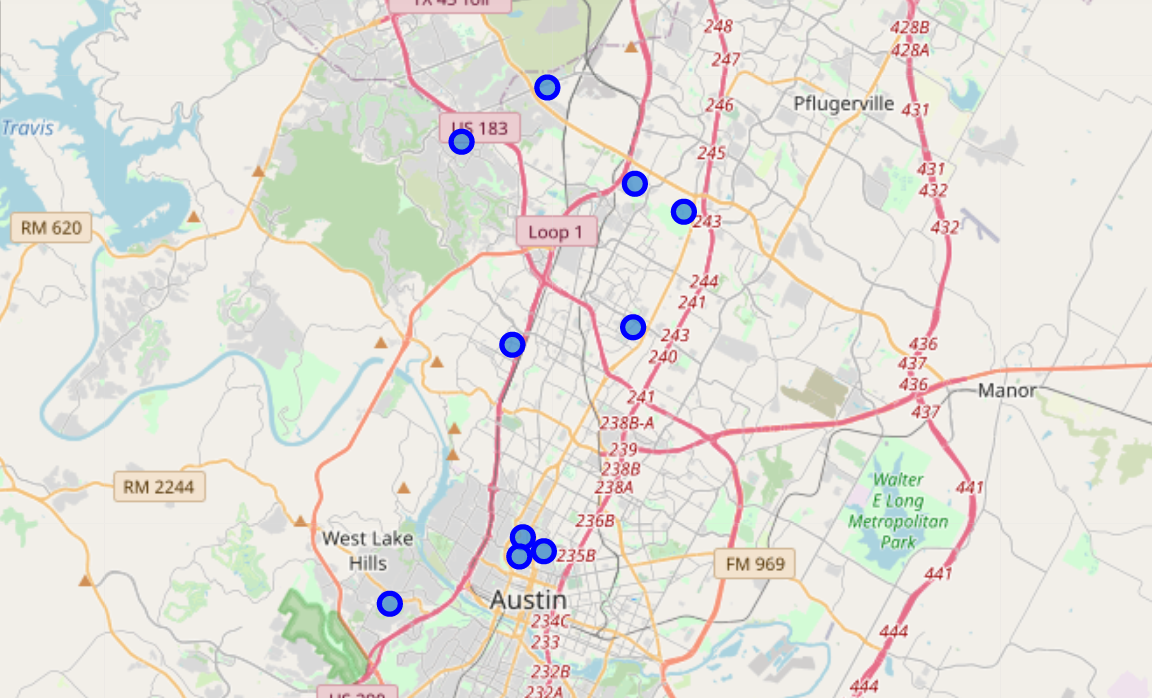 TX 45 Toll
248
428B
428A
247
Pflugerville
246
431
Travis
US 183
245
431
432
RM 620
Loop 1
243
432
244
241
243
436
240
437
436
Manor
241
437
238B-A
239
238B
238A
RM 2244
Walter
E Long
Metropolitan
Park
441
236B
West Lake
Hills
235B
FM 969
441
Austin
234C
233
444
232B
232A
444
US 290